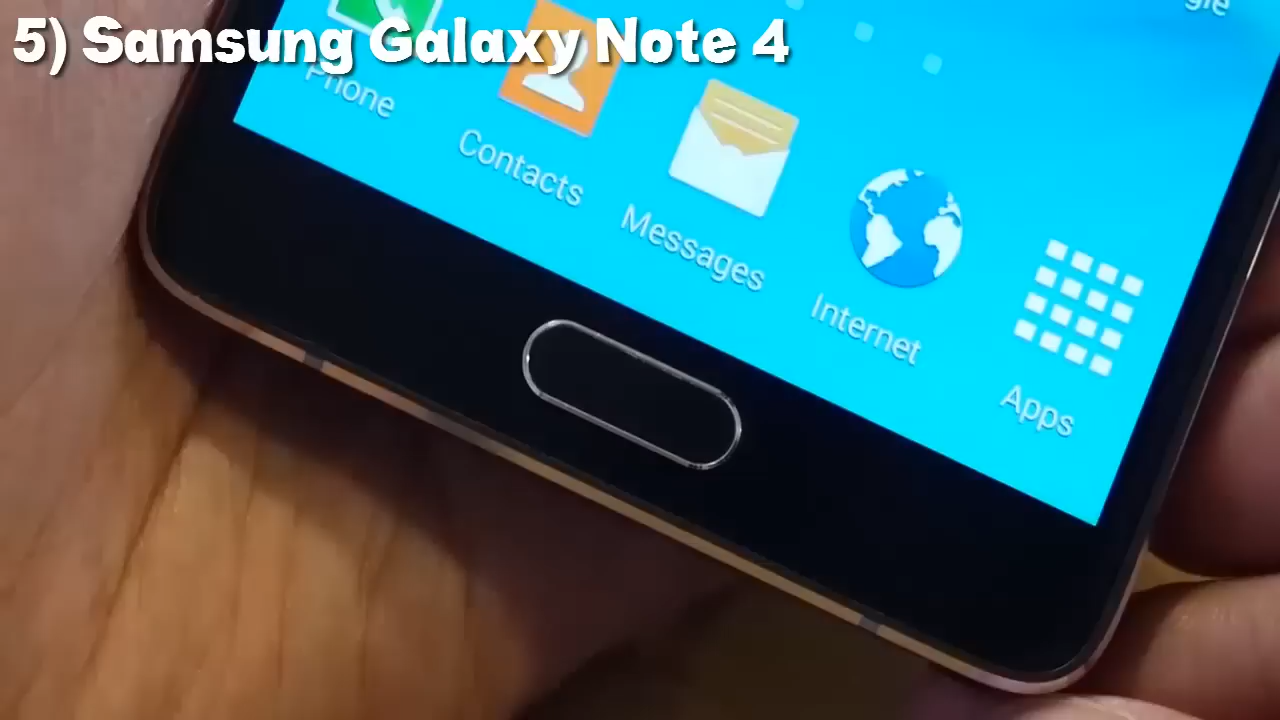 5) Samsung Galaxy Note 4
Phone
Contacts
Messages
Internet
Apps